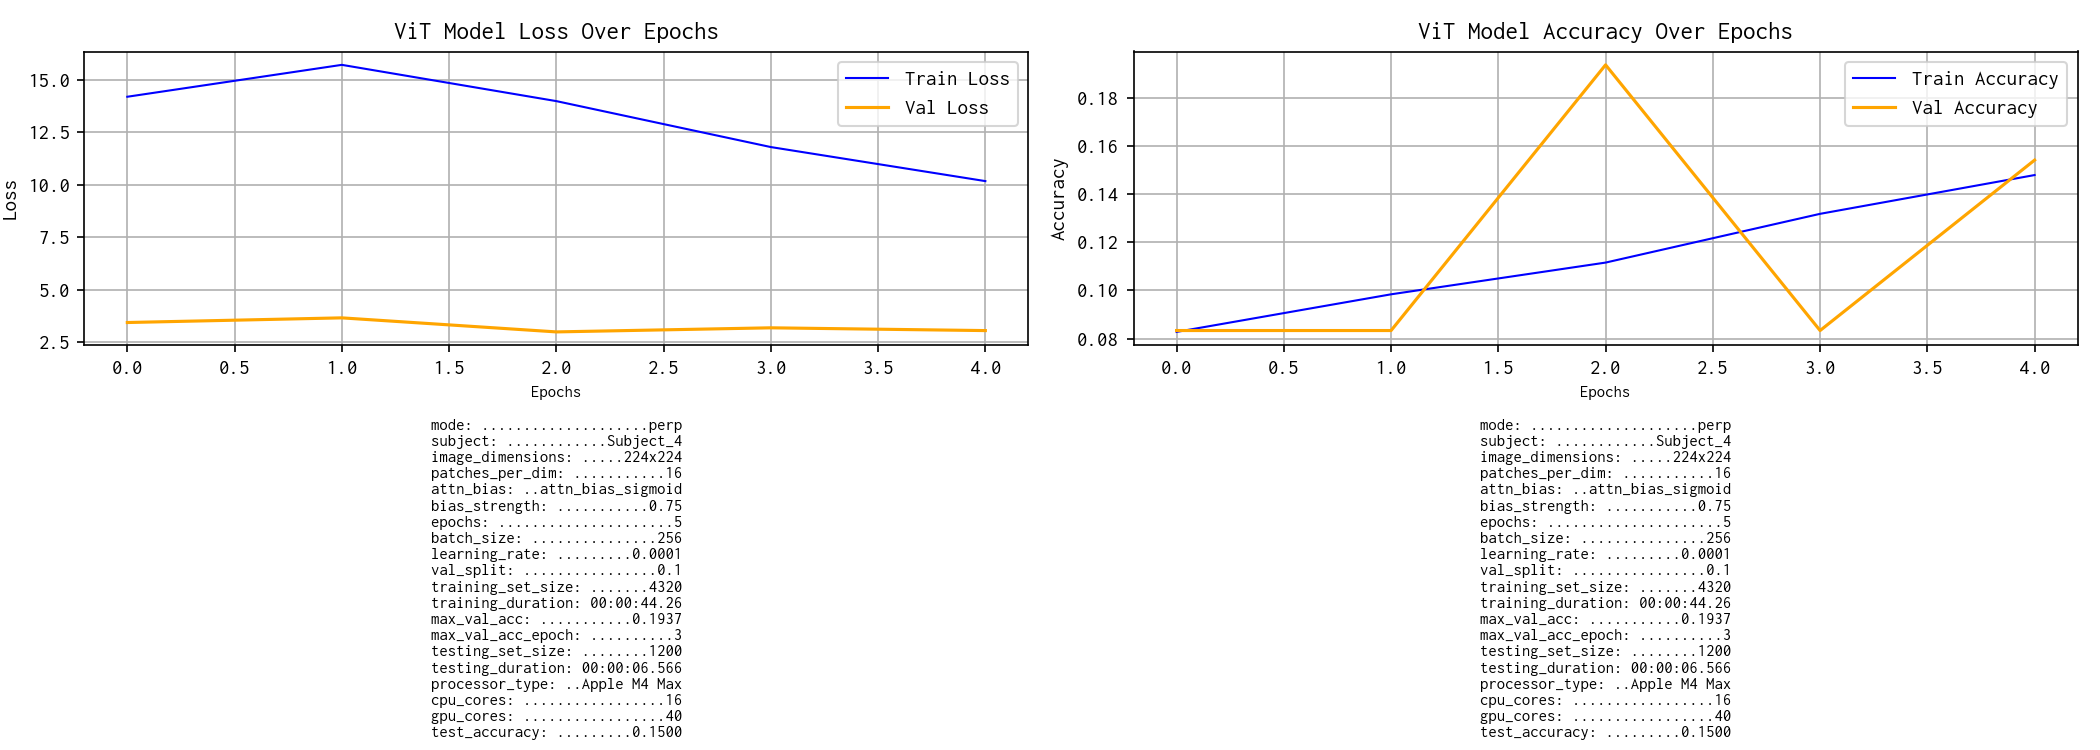 ViT Model Loss Over Epochs
Loss
15.0
12.5
10.0
7.5
5.0
2.5
Train Loss
Val Loss
0.0 0.5 1.0 1.5 2.0 2.5 3.0 3.5 4.0
Epochs
mode: ....................perp
subject: ............Subject_4
image_dimensions: .....224x224
patches_per_dim: ...........16
attn_bias: ..attn_bias_sigmoid
bias_strength: ...........0.75
epochs: .....................5
batch_size: ...............256
learning_rate: .........0.0001
val_split: ................0.1
training_set_size: .......4320
training_duration: 00:00:44.26
max_val_acc: ...........0.1937
max_val_acc_epoch: ..........3
testing_set_size: ........1200
testing_duration: 00:00:06.566
processor_type: ..Apple M4 Max
cpu_cores: .................16
gpu_cores: .................40
test_accuracy: .........0.1500
ViT Model Accuracy Over Epochs
Accuracy
0.18
0.16
0.14
0.12
0.10
0.08
Train Accuracy
Val Accuracy
0.0 0.5 1.0 1.5 2.0 2.5 3.0 3.5 4.0
Epochs
mode: ....................perp
subject: ............Subject_4
image_dimensions: .....224x224
patches_per_dim: ...........16
attn_bias: ..attn_bias_sigmoid
bias_strength: ...........0.75
epochs: .....................5
batch_size: ...............256
learning_rate: .........0.0001
val_split: ................0.1
training_set_size: .......4320
training_duration: 00:00:44.26
max_val_acc: ...........0.1937
max_val_acc_epoch: ..........3
testing_set_size: ........1200
testing_duration: 00:00:06.566
processor_type: ..Apple M4 Max
cpu_cores: .................16
gpu_cores: .................40
test_accuracy: .........0.1500